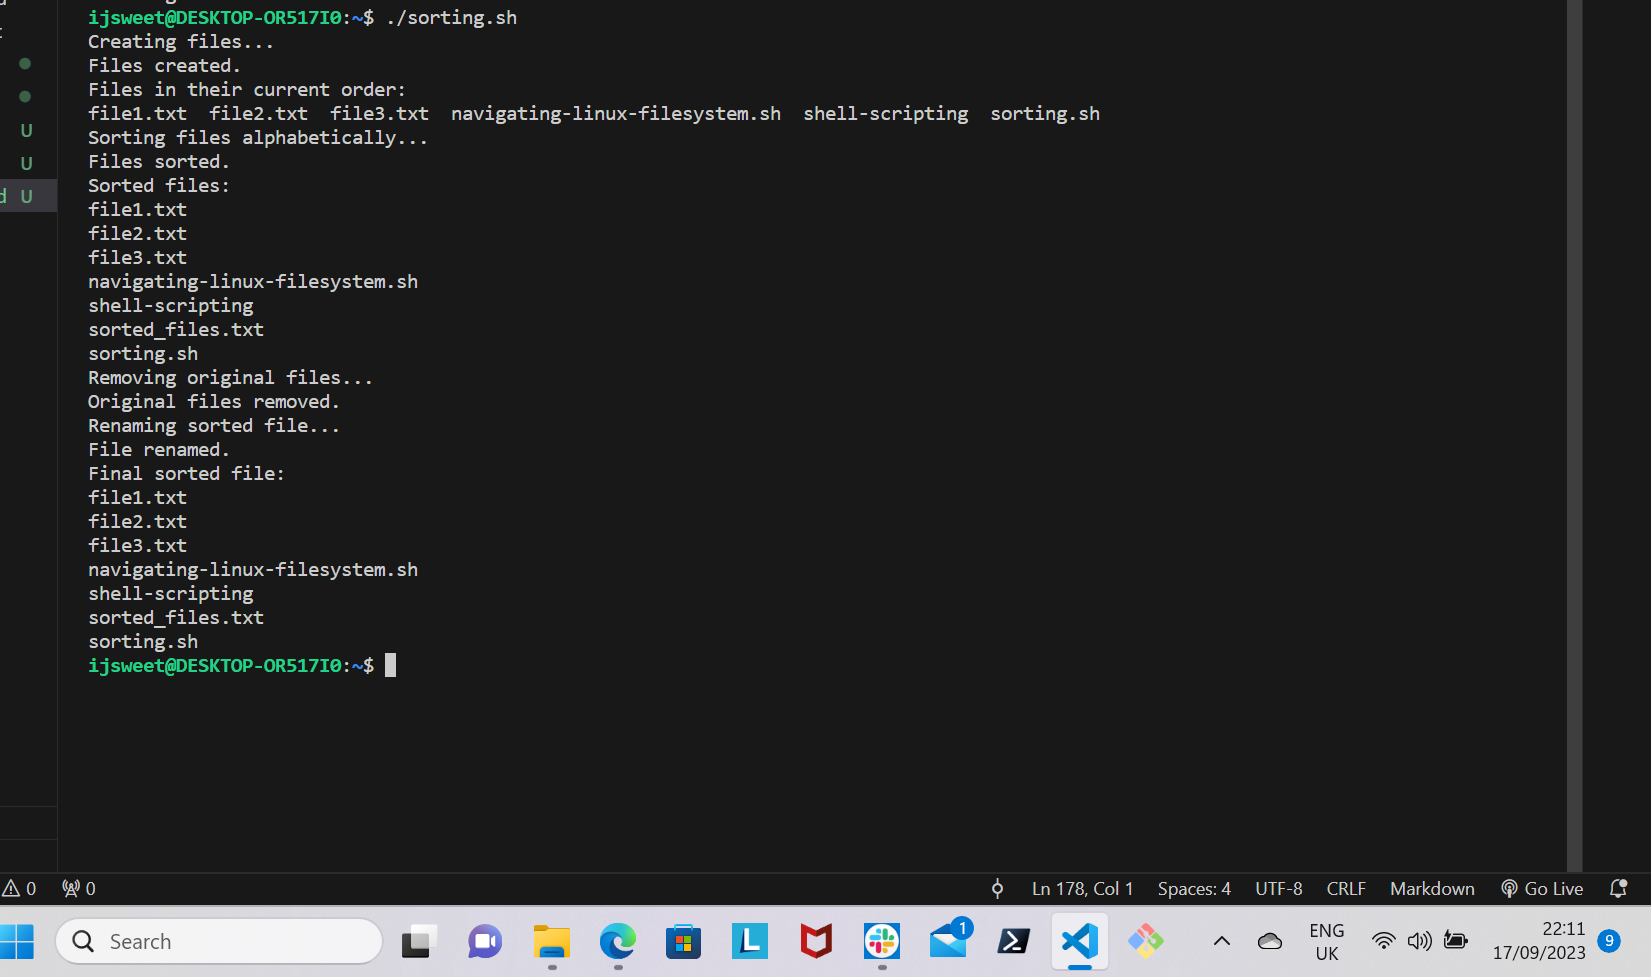 ijsweet@DESKTOP-OR517I0:~$ ./sorting.sh
Creating files...
Files created.
Files in their current order:
file1.txt  file2.txt  file3.txt  navigating-linux-filesystem.sh  shell-scripting  sorting.sh
Sorting files alphabetically...
Files sorted.
Sorted files:
file1.txt
file2.txt
file3.txt
navigating-linux-filesystem.sh
shell-scripting
sorted_files.txt
sorting.sh
Removing original files...
Original files removed.
Renaming sorted file...
File renamed.
Final sorted file:
file1.txt
file2.txt
file3.txt
navigating-linux-filesystem.sh
shell-scripting
sorted_files.txt
sorting.sh
ijsweet@DESKTOP-OR517I0:~$
U
U
d U
0 0 Ln 178, Col 1 Spaces: 4 UTF-8 CRLF Markdown Go Live
Search L 1 ENG 22:11
UK 17/09/2023 9